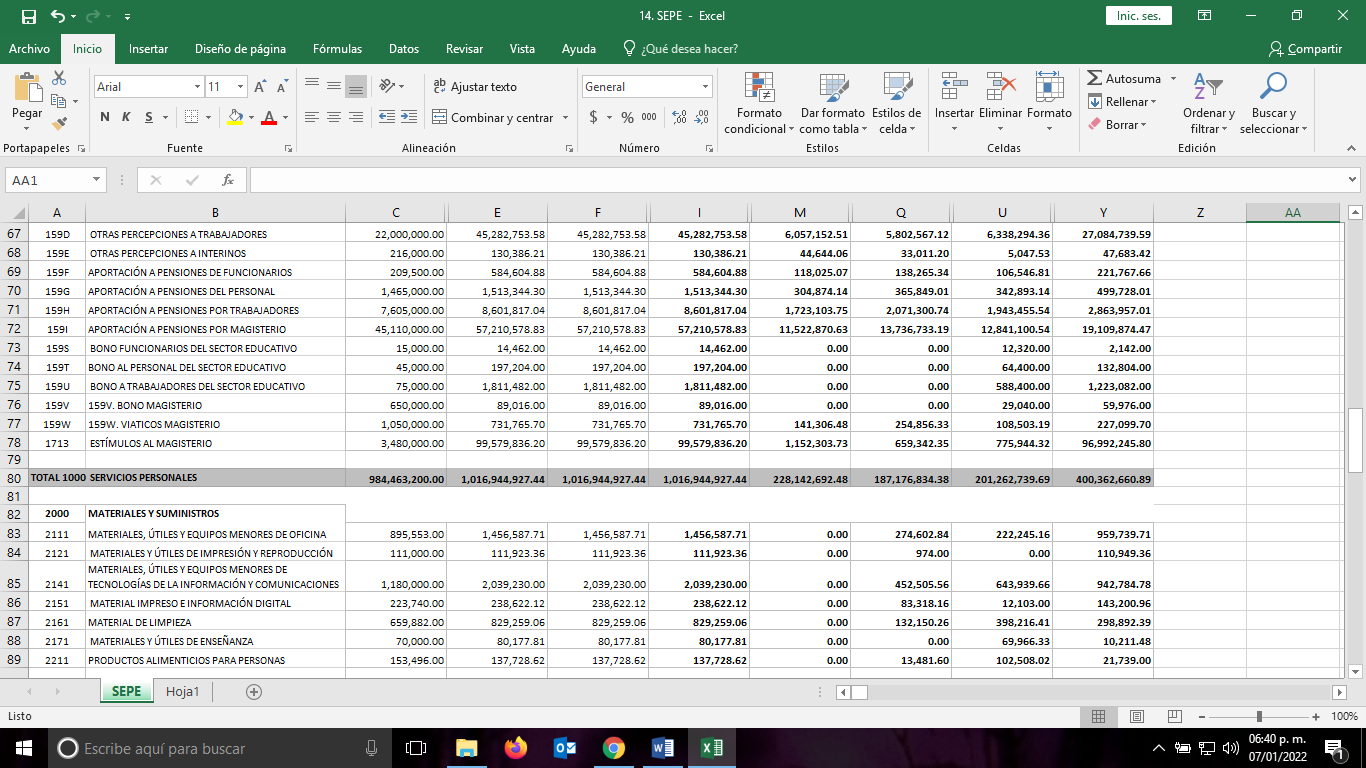 14. SEPE - Excel
Inic. ses.
Archivo Inicio Insertar Diseño de página Fórmulas Datos Revisar Vista Ayuda ¿Qué desea hacer? Compartir
Pegar
Arial 11
N K S
Ajustar texto
Combinar y centrar
General
$ % 000
Formato condicional
Dar formato como tabla
Estilos de celda
Insertar Eliminar Formato
Autosuma
Rellenar
Borrar
Ordenar y filtrar
Buscar y seleccionar
Portapapeles Fuente Alineación Número Estilos Celdas Edición
AA1 fx
A B C E F I M Q U Y Z AA
67 159D OTRAS PERCEPCIONES A TRABAJADORES 22,000,000.00 45,282,753.58 45,282,753.58 45,282,753.58 6,057,152.51 5,802,567.12 6,338,294.36 27,084,739.59
68 159E OTRAS PERCEPCIONES A INTERINOS 216,000.00 130,386.21 130,386.21 130,386.21 44,644.06 33,011.20 5,047.53 47,683.42
69 159F APORTACIÓN A PENSIONES DE FUNCIONARIOS 209,500.00 584,604.88 584,604.88 584,604.88 118,025.07 138,265.34 106,546.81 221,767.66
70 159G APORTACIÓN A PENSIONES DEL PERSONAL 1,465,000.00 1,513,344.30 1,513,344.30 1,513,344.30 304,874.14 365,849.01 342,893.14 499,728.01
71 159H APORTACIÓN A PENSIONES POR TRABAJADORES 7,605,000.00 8,601,817.04 8,601,817.04 8,601,817.04 1,723,103.75 2,071,300.74 1,943,455.54 2,863,957.01
72 159I APORTACIÓN A PENSIONES POR MAGISTERIO 45,110,000.00 57,210,578.83 57,210,578.83 57,210,578.83 11,522,870.63 13,736,733.19 12,841,100.54 19,109,874.47
73 159S BONO FUNCIONARIOS DEL SECTOR EDUCATIVO 15,000.00 14,462.00 14,462.00 14,462.00 0.00 0.00 12,320.00 2,142.00
74 159T BONO AL PERSONAL DEL SECTOR EDUCATIVO 45,000.00 197,204.00 197,204.00 197,204.00 0.00 0.00 64,400.00 132,804.00
75 159U BONO A TRABAJADORES DEL SECTOR EDUCATIVO 75,000.00 1,811,482.00 1,811,482.00 1,811,482.00 0.00 0.00 588,400.00 1,223,082.00
76 159V 159V. BONO MAGISTERIO 650,000.00 89,016.00 89,016.00 89,016.00 0.00 0.00 29,040.00 59,976.00
77 159W 159W. VIATICOS MAGISTERIO 1,050,000.00 731,765.70 731,765.70 731,765.70 141,306.48 254,856.33 108,503.19 227,099.70
78 1713 ESTÍMULOS AL MAGISTERIO 3,480,000.00 99,579,836.20 99,579,836.20 99,579,836.20 1,152,303.73 659,342.35 775,944.32 96,992,245.80
79
80 TOTAL 1000 SERVICIOS PERSONALES 984,463,200.00 1,016,944,927.44 1,016,944,927.44 1,016,944,927.44 228,142,692.48 187,176,834.38 201,262,739.69 400,362,660.89
81
82 2000 MATERIALES Y SUMINISTROS
83 2111 MATERIALES, ÚTILES Y EQUIPOS MENORES DE OFICINA 895,553.00 1,456,587.71 1,456,587.71 1,456,587.71 0.00 274,602.84 222,245.16 959,739.71
84 2121 MATERIALES Y ÚTILES DE IMPRESIÓN Y REPRODUCCIÓN 111,000.00 111,923.36 111,923.36 111,923.36 0.00 974.00 0.00 110,949.36
MATERIALES, ÚTILES Y EQUIPOS MENORES DE
85 2141 TECNOLOGÍAS DE LA INFORMACIÓN Y COMUNICACIONES 1,180,000.00 2,039,230.00 2,039,230.00 2,039,230.00 0.00 452,505.56 643,939.66 942,784.78
86 2151 MATERIAL IMPRESO E INFORMACIÓN DIGITAL 223,740.00 238,622.12 238,622.12 238,622.12 0.00 83,318.16 12,103.00 143,200.96
87 2161 MATERIAL DE LIMPIEZA 659,882.00 829,259.06 829,259.06 829,259.06 0.00 132,150.26 398,216.41 298,892.39
88 2171 MATERIALES Y ÚTILES DE ENSEÑANZA 70,000.00 80,177.81 80,177.81 80,177.81 0.00 0.00 69,966.33 10,211.48
89 2211 PRODUCTOS ALIMENTICIOS PARA PERSONAS 153,496.00 137,728.62 137,728.62 137,728.62 0.00 13,481.60 102,508.02 21,739.00
SEPE Hoja1
Listo 100%
Escribe aquí para buscar
06:40 p. m.
07/01/2022
1